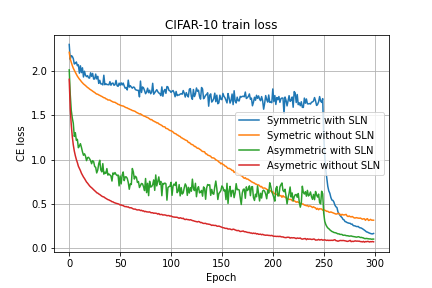 CIFAR-10 train loss
CE loss
2.0
1.5
1.0
0.5
0.0
Symmetric with SLN
Symetric without SLN
Asymmetric with SLN
Asymetric without SLN
0 50 100 150 200 250 300
Epoch